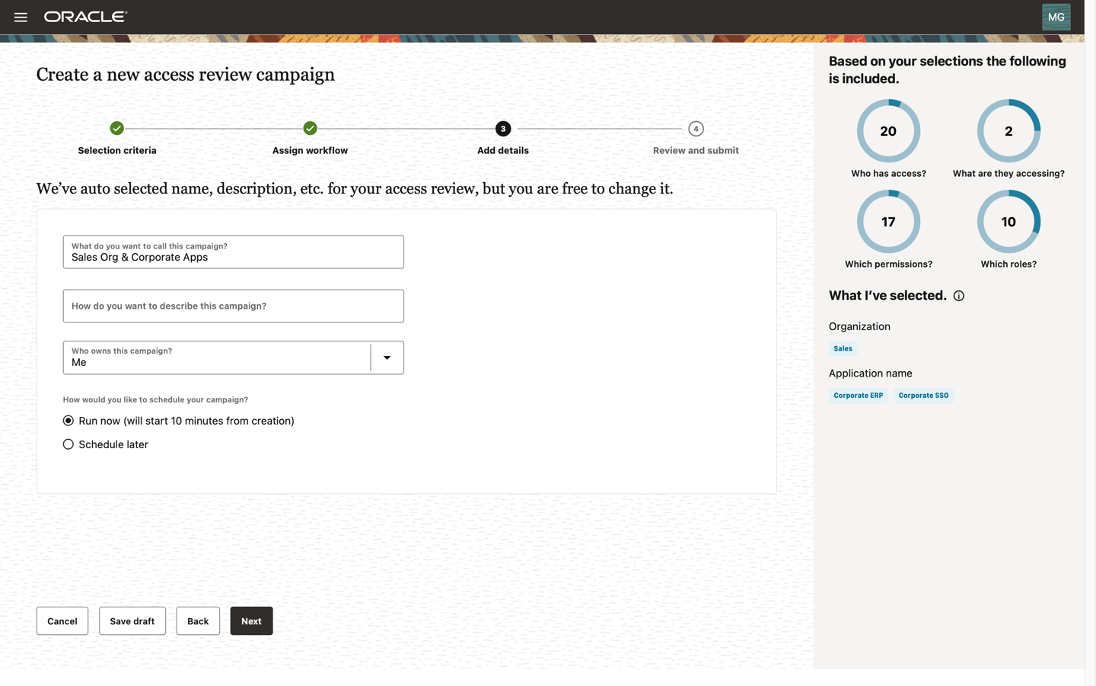 ORACLE®
MG
Create a new access review campaign
Selection criteria
Assign workflow
3
Add details
4
Review and submit
We've auto selected name, description, etc. for your access review, but you are free to change it.
What do you want to call this campaign?
Sales Org & Corporate Apps
How do you want to describe this campaign?
Who owns this campaign?
Me
How would you like to schedule your campaign?
Run now (will start 10 minutes from creation)
Schedule later
Cancel
Save draft
Back
Next
Based on your selections the following
is included.
20
Who has access?
2
What are they accessing?
17
Which permissions?
10
Which roles?
What I've selected.
Organization
Sales
Application name
Corporate ERP
Corporate SSO